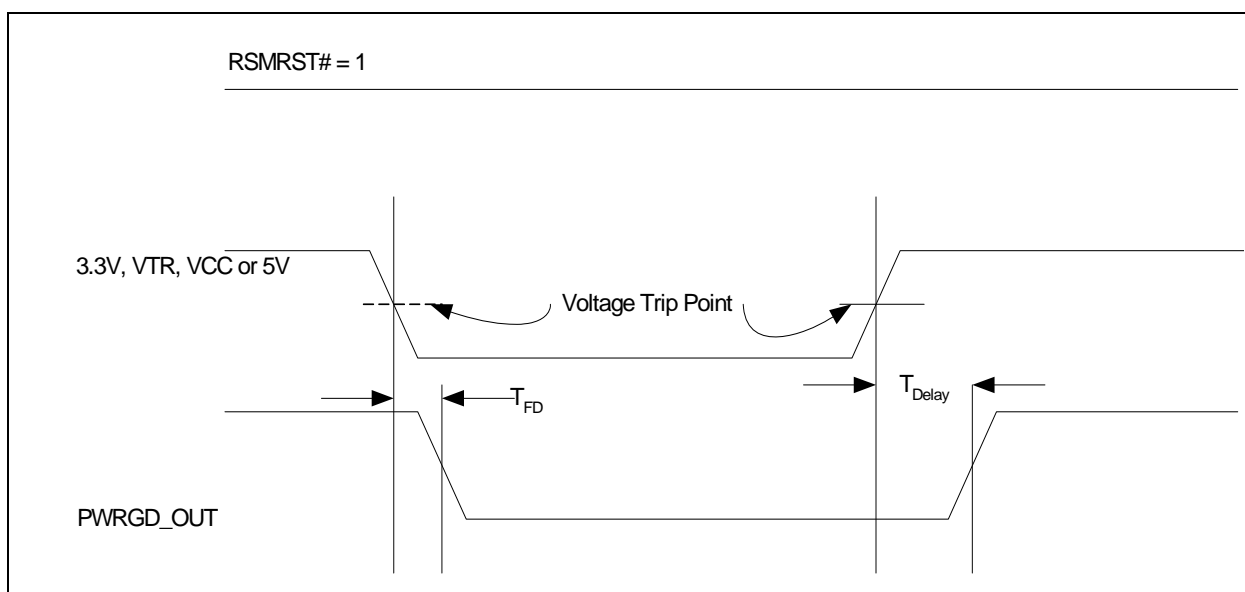 RSMRST# = 1
3.3V, VTR, VCC or 5V
Voltage Trip Point
TFD
TDelay
PWRGD_OUT